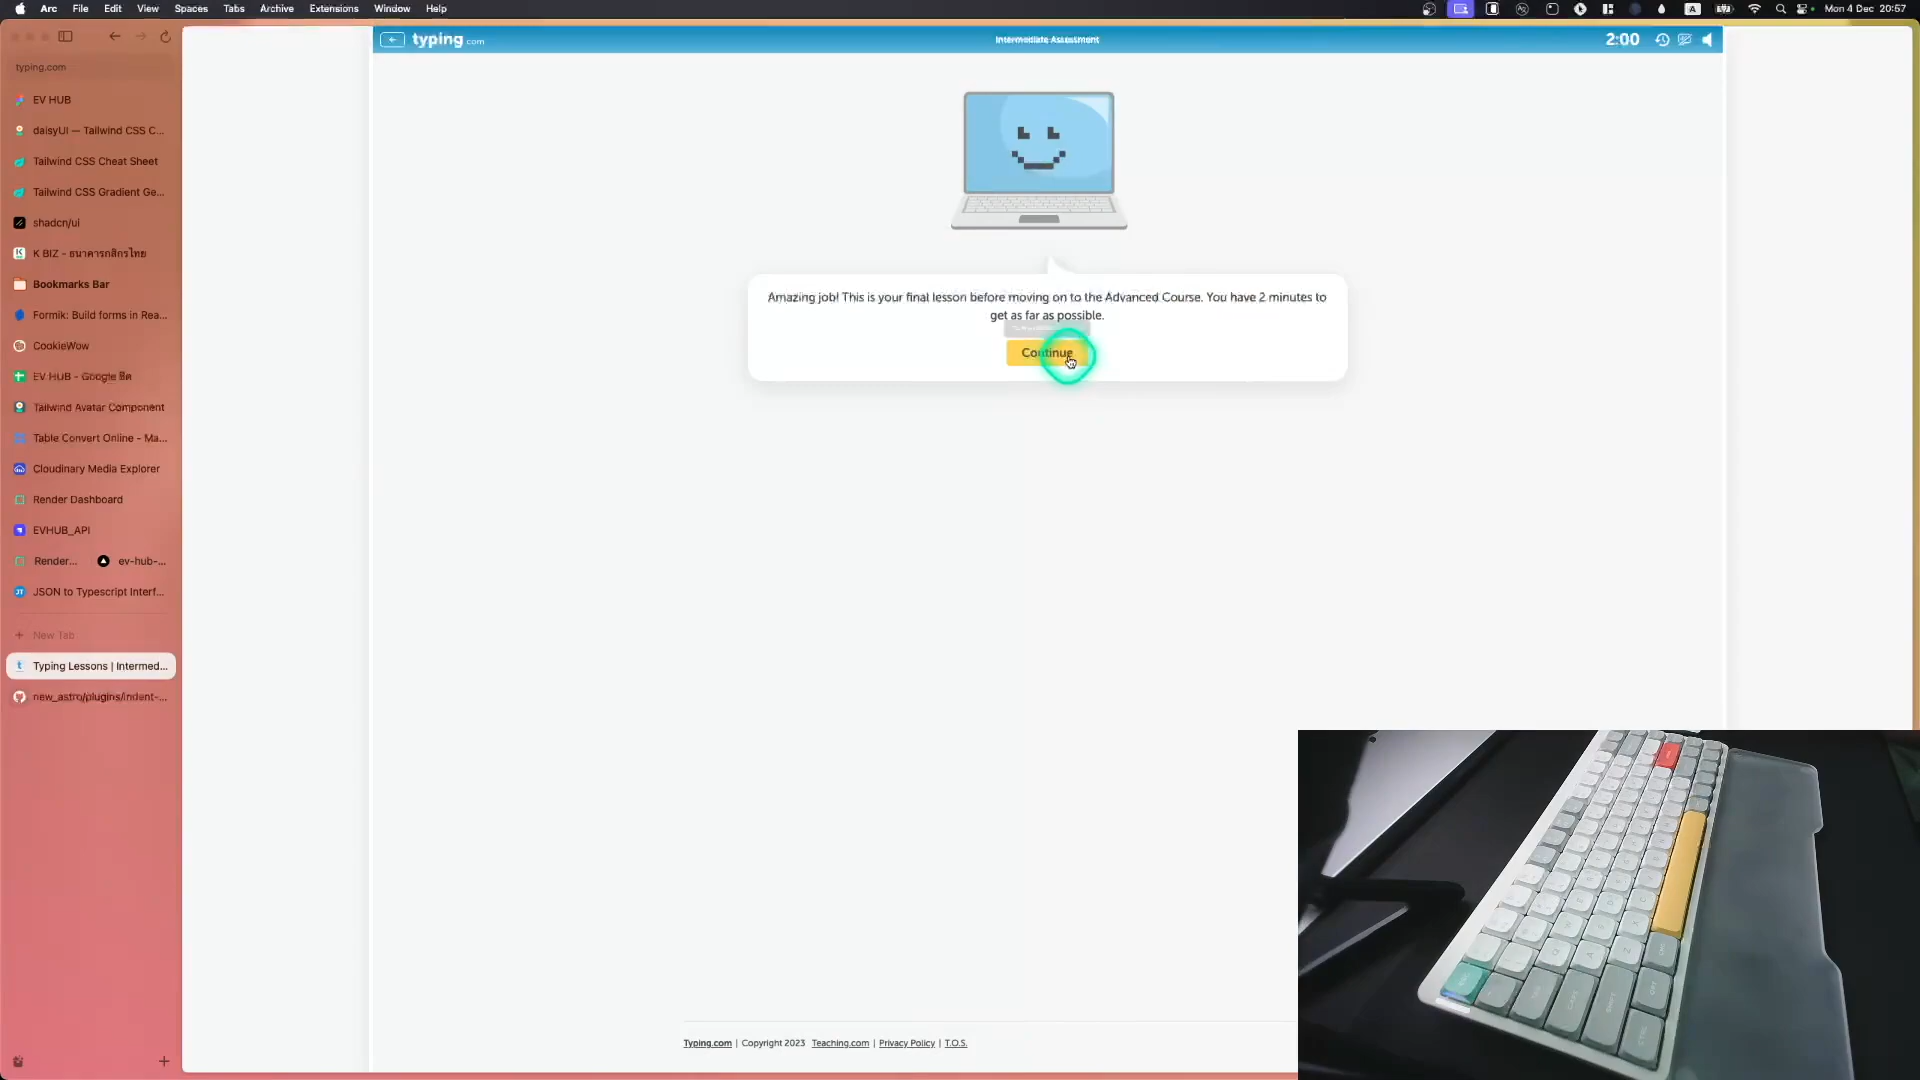 Arc File Edit View Spaces Tabs Archive Extensions Window Help
Mon 4 Dec 20:57
typing.com
EV HUB
daisyUI — Tailwind CSS C...
Tailwind CSS Cheat Sheet
Tailwind CSS Gradient Ge...
shadcn/ui
K BIZ - ธนาคารกสิกรไทย
Bookmarks Bar
Formik: Build forms in Rea...
CookieWow
EV HUB - Google ชีต
Tailwind Avatar Component
Table Convert Online - Ma...
Cloudinary Media Explorer
Render Dashboard
EVHUB_API
Render... ev-hub-...
JSON to Typescript Interf...
+ New Tab
Typing Lessons | Intermed...
new_astro/plugins/indent-...
typing.com
Intermediate Assessment
2:00
Amazing job! This is your final lesson before moving on to the Advanced Course. You have 2 minutes to
get as far as possible.
Continue
Typing.com | Copyright 2023 Teaching.com | Privacy Policy | T.O.S.